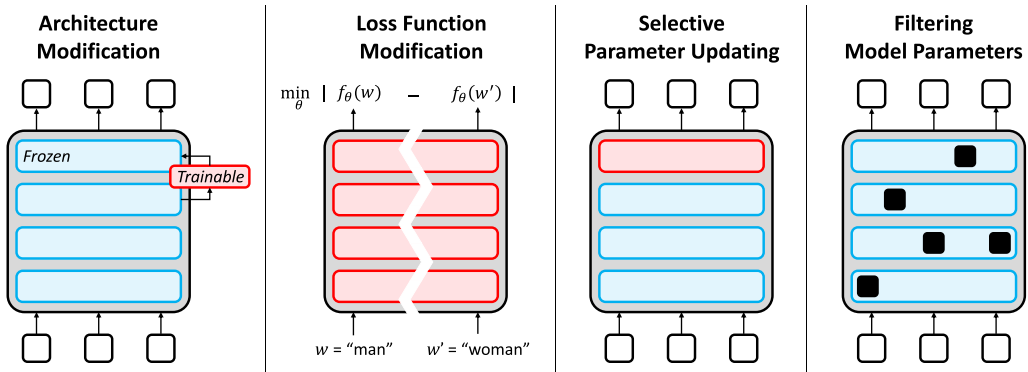 Architecture
Modification
Frozen
Trainable
Loss Function
Modification
min
θ
| fθ(w) – fθ(w′) |
w = “man”
w′ = “woman”
Selective
Parameter Updating
Filtering
Model Parameters